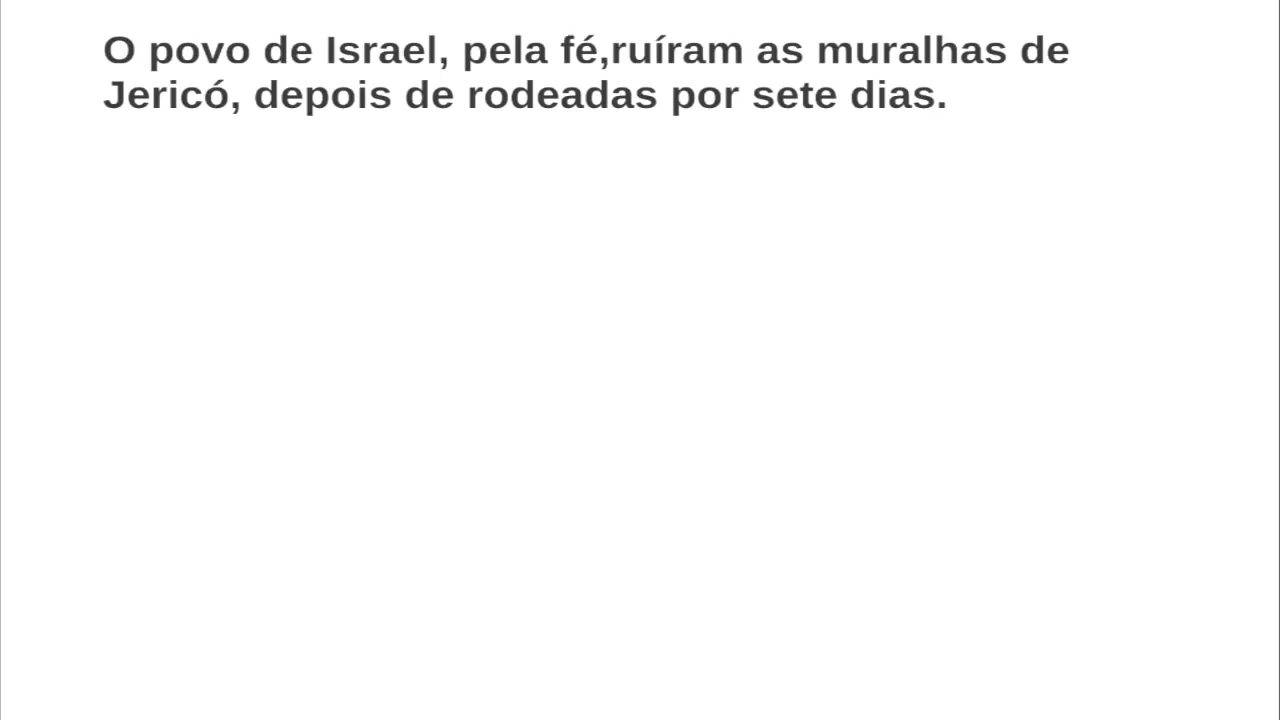 O povo de Israel, pela fé,ruíram as muralhas de
Jericó, depois de rodeadas por sete dias.